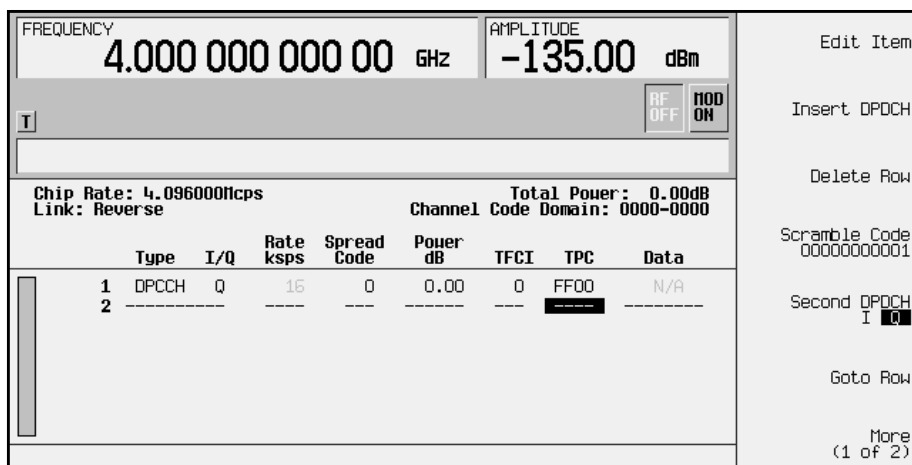 FREQUENCY
4.000 000 000 00 GHz
AMPLITUDE
-135.00 dBm
RF OFF
MOD ON
T
Chip Rate: 4.096000Mcps
Total Power: 0.00dB
Link: Reverse
Channel Code Domain: 0000-0000
Type I/Q Rate ksps Spread Code Power dB TFCI TPC Data
1 DPCCH Q 16 0 0.00 0 FF00 N/A
2 ---------- ---- --- ------ --- ---- --------
Edit Item
Insert DPDCH
Delete Row
Scramble Code
00000000001
Second DPDCH
I Q
Goto Row
More
(1 of 2)